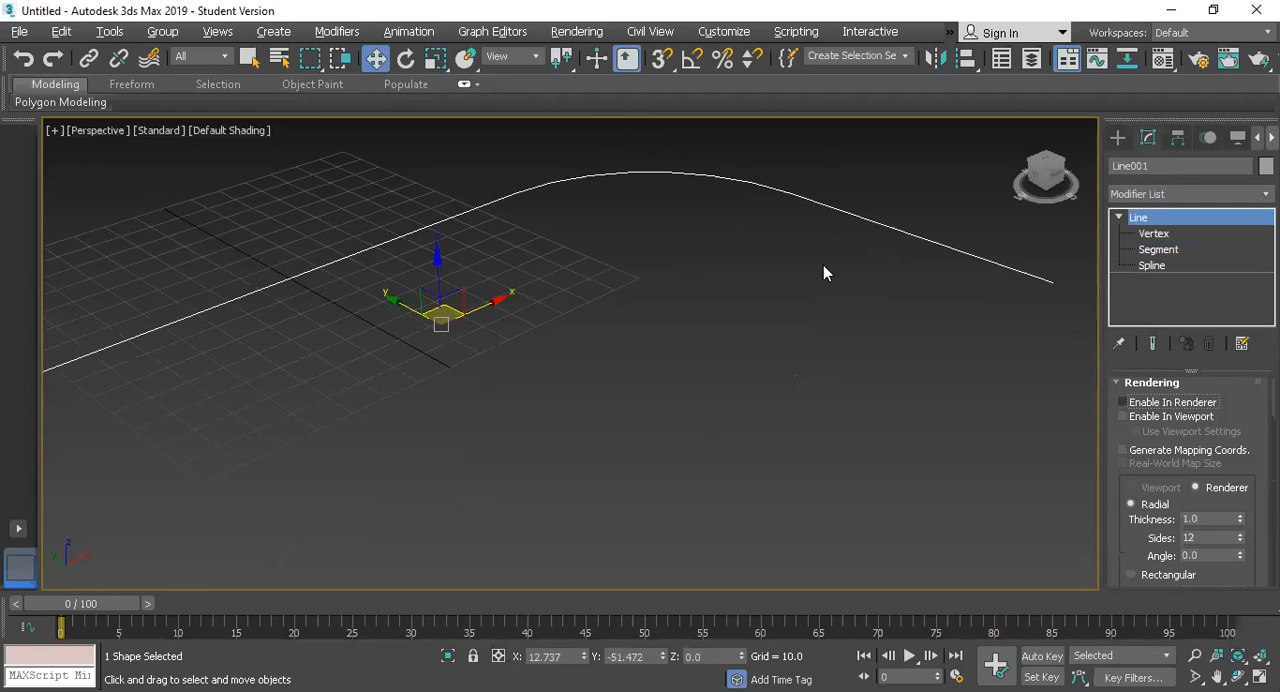 Untitled - Autodesk 3ds Max 2019 - Student Version
File Edit Tools Group Views Create Modifiers Animation Graph Editors Rendering Civil View Customize Scripting Interactive » Sign In Workspaces: Default
All View Create Selection Se
Modeling Freeform Selection Object Paint Populate
Polygon Modeling
[+] [Perspective ] [Standard ] [Default Shading ]
Line001
Modifier List
Line
Vertex
Segment
Spline
Rendering
Enable In Renderer
Enable In Viewport
Use Viewport Settings
Generate Mapping Coords.
Real-World Map Size
Viewport Renderer
Radial
Thickness: 1.0
Sides: 12
Angle: 0.0
Rectangular
y x
z
< 0 / 100 >
0 5 10 15 20 25 30 35 40 45 50 55 60 65 70 75 80 85 90 95 100
1 Shape Selected X: 12.737 Y: -51.472 Z: 0.0 Grid = 10.0 Auto Key Selected
MAXScript Mi Click and drag to select and move objects Add Time Tag 0 Set Key Key Filters...